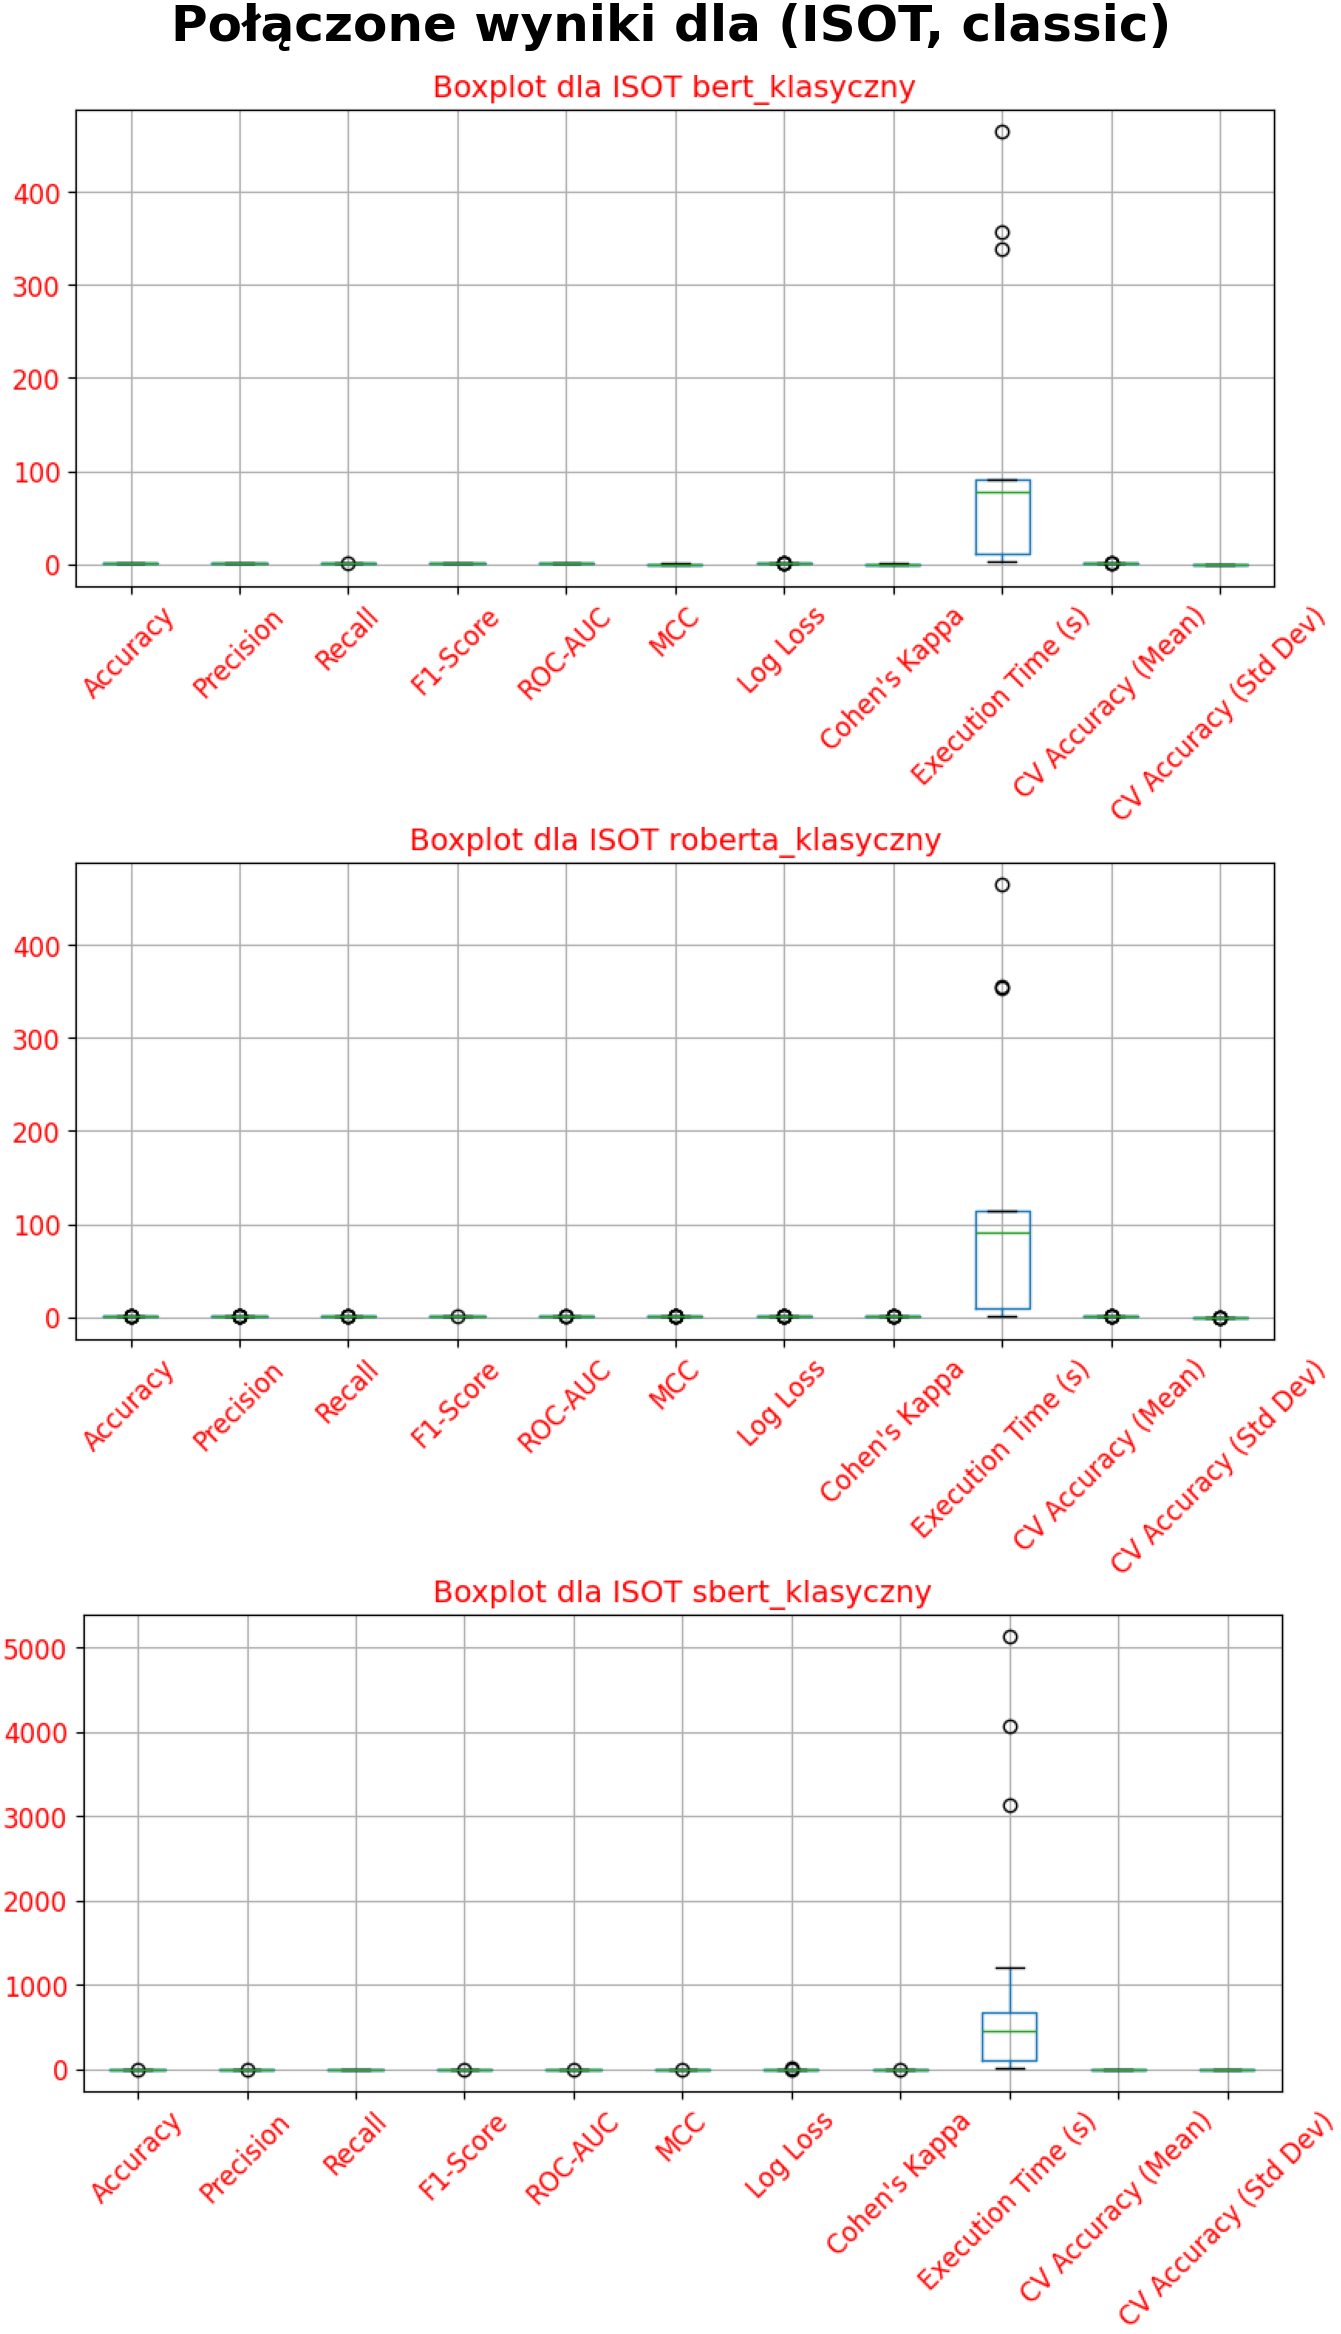 Połączone wyniki dla (ISOT, classic)
Boxplot dla ISOT bert_klasyczny
400
300
200
100
0
Accuracy
Precision
Recall
F1-Score
ROC-AUC
MCC
Log Loss
Cohen's Kappa
Execution Time (s)
CV Accuracy (Mean)
CV Accuracy (Std Dev)
Boxplot dla ISOT roberta_klasyczny
400
300
200
100
0
Accuracy
Precision
Recall
F1-Score
ROC-AUC
MCC
Log Loss
Cohen's Kappa
Execution Time (s)
CV Accuracy (Mean)
CV Accuracy (Std Dev)
Boxplot dla ISOT sbert_klasyczny
5000
4000
3000
2000
1000
0
Accuracy
Precision
Recall
F1-Score
ROC-AUC
MCC
Log Loss
Cohen's Kappa
Execution Time (s)
CV Accuracy (Mean)
CV Accuracy (Std Dev)